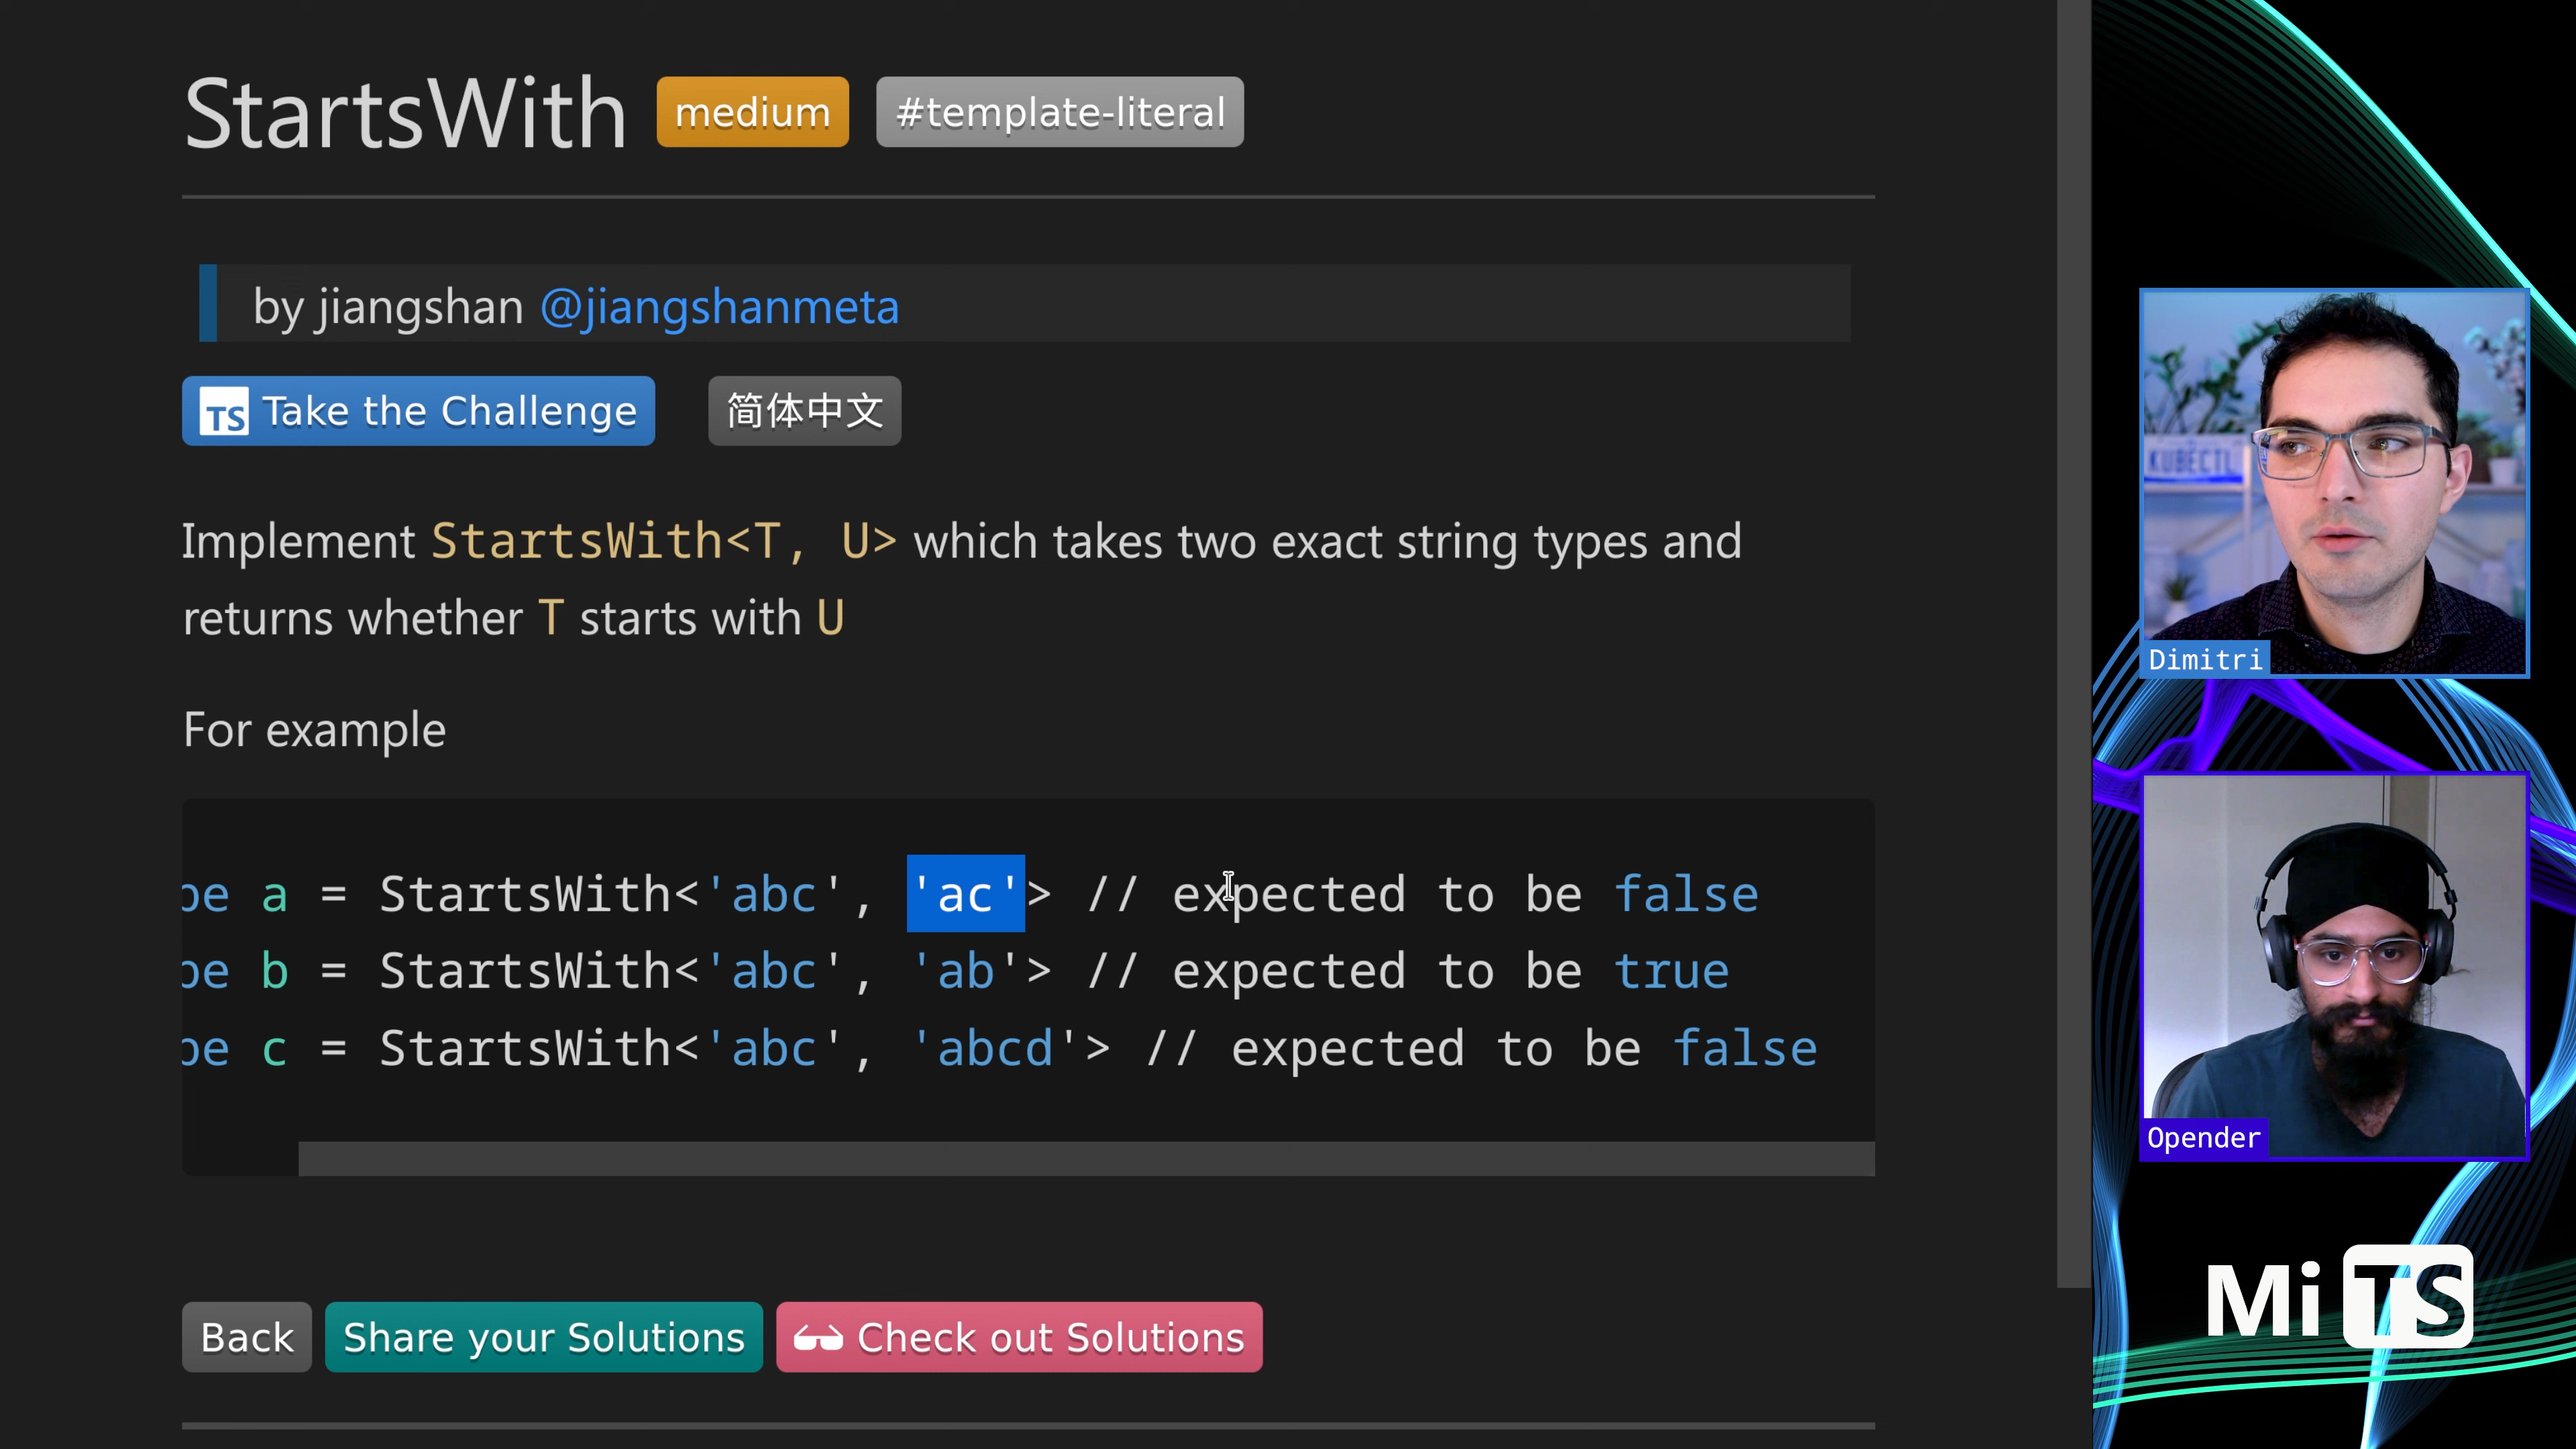 StartsWith medium #template-literal
by jiangshan @jiangshanmeta
TS Take the Challenge 简体中文
Implement StartsWith<T, U> which takes two exact string types and
returns whether T starts with U
For example
pe a = StartsWith<'abc', 'ac'> // expected to be false
pe b = StartsWith<'abc', 'ab'> // expected to be true
pe c = StartsWith<'abc', 'abcd'> // expected to be false
Back Share your Solutions Check out Solutions
KUBECTL
Dimitri
Opender
Mi TS